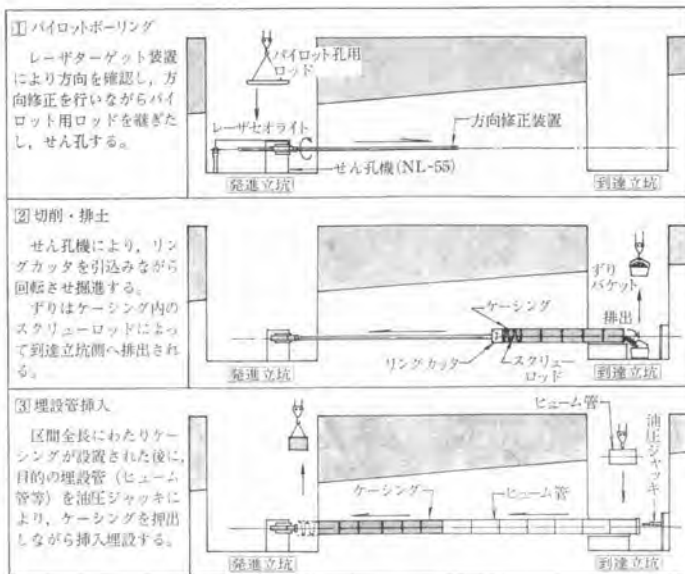 ① パイロットボーリング
レーザターゲット装置
により方向を確認し，方
向修正を行いながらパイ
ロット用ロッドを継ぎた
し，せん孔する。
パイロット孔用
ロッド
レーザセオライト
方向修正装置
せん孔機(NL-55)
発進立坑
到達立坑
② 切削・排土
せん孔機により，リン
グカッタを引込みながら
回転させ掘進する。
ずりはケーシング内の
スクリューロッドによっ
て到達立坑側へ排出され
る。
ずり
バケット
ケーシング
排出
リングカッタ
スクリュー
ロッド
発進立坑
到達立坑
③ 埋設管挿入
区間全長にわたりケー
シングが設置された後に，
目的の埋設管（ヒューム
管等）を油圧ジャッキに
より，ケーシングを押出
しながら挿入埋設する。
ヒューム管
油圧ジャッキ
ケーシング
ヒューム管
発進立坑
到達立坑